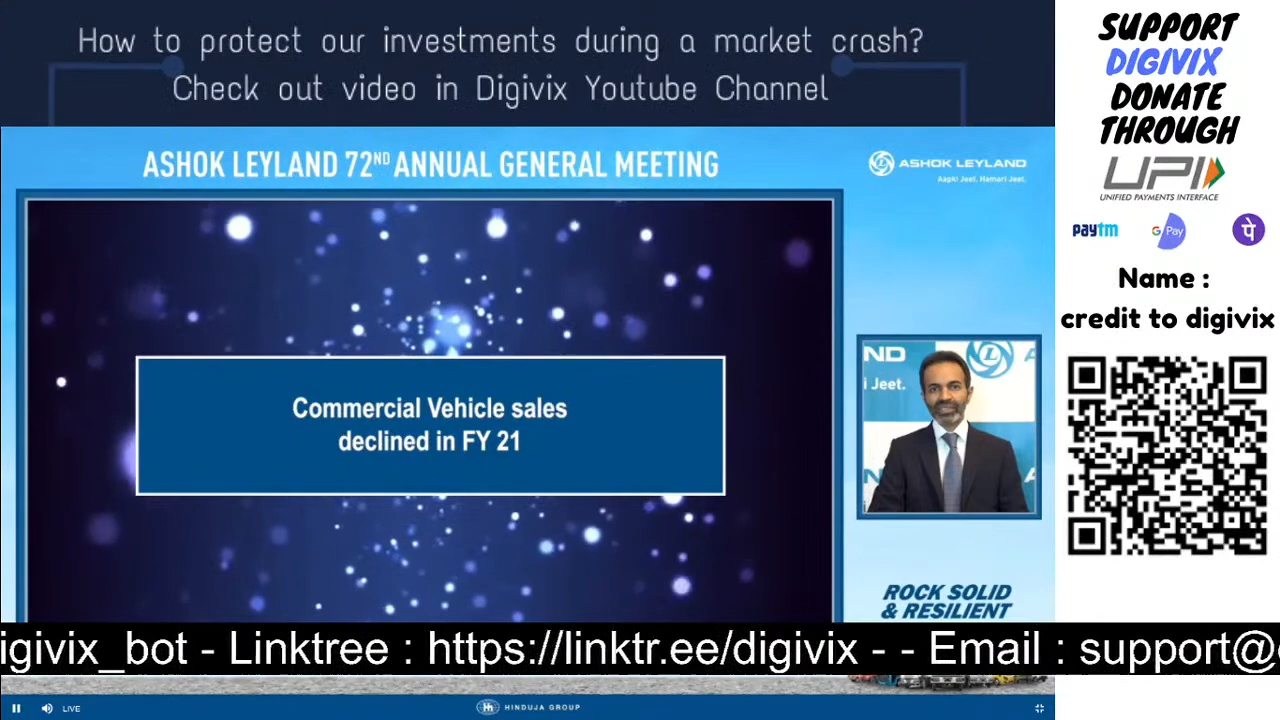 How to protect our investments during a market crash?
Check out video in Digivix Youtube Channel
SUPPORT
DIGIVIX
DONATE
THROUGH
UPI
UNIFIED PAYMENTS INTERFACE
paytm
G Pay
पे
Name :
credit to digivix
ASHOK LEYLAND 72ND ANNUAL GENERAL MEETING
ASHOK LEYLAND
Aapki Jeet. Hamari Jeet.
Commercial Vehicle sales
declined in FY 21
ND
i Jeet.
ROCK SOLID
& RESILIENT
igivix_bot - Linktree : https://linktr.ee/digivix - - Email : support@
LIVE
HINDUJA GROUP